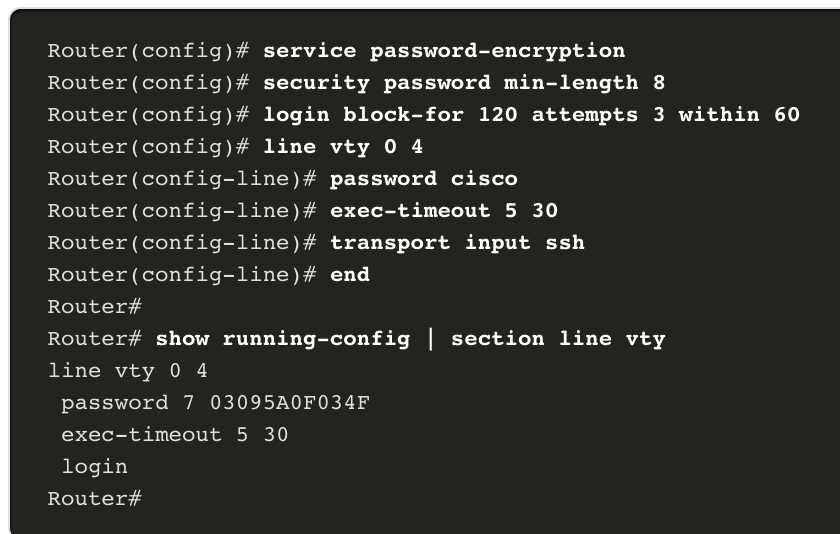 Router(config)# service password-encryption
Router(config)# security password min-length 8
Router(config)# login block-for 120 attempts 3 within 60
Router(config)# line vty 0 4
Router(config-line)# password cisco
Router(config-line)# exec-timeout 5 30
Router(config-line)# transport input ssh
Router(config-line)# end
Router#
Router# show running-config | section line vty
line vty 0 4
 password 7 03095A0F034F
 exec-timeout 5 30
 login
Router#